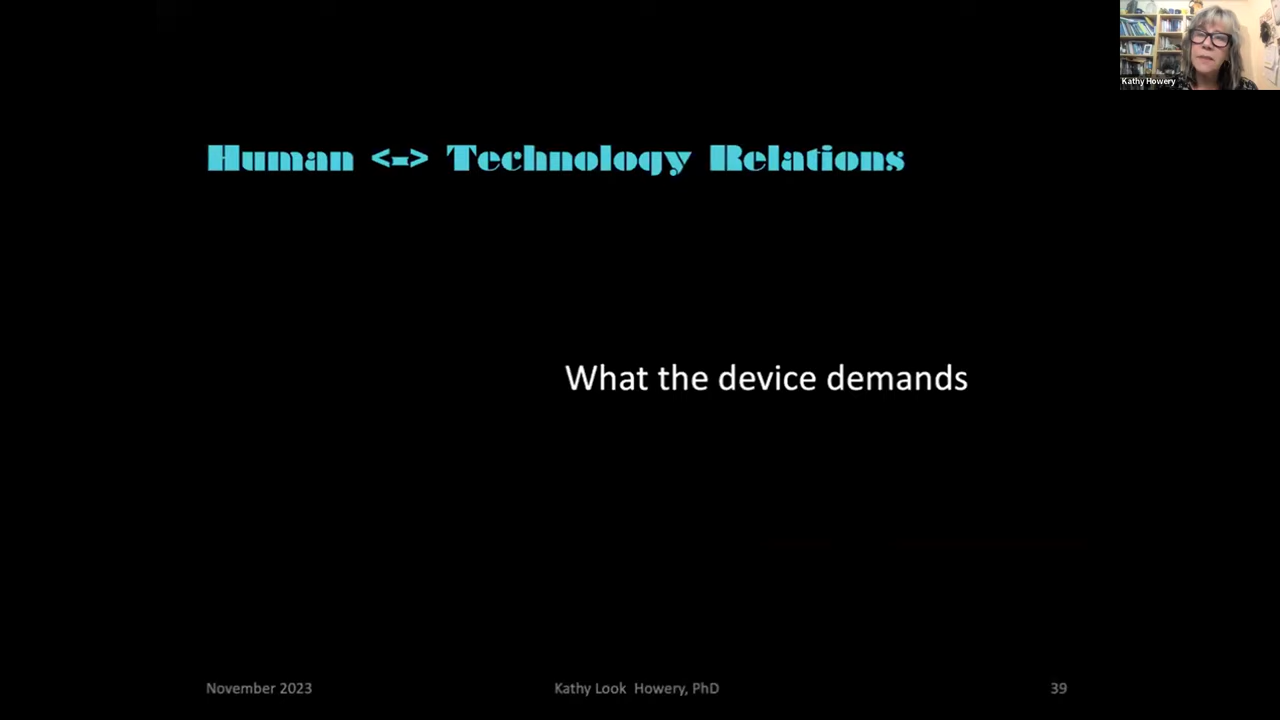 Kathy Howery
Human <=> Technology Relations
What the device demands
November 2023
Kathy Look Howery, PhD
39